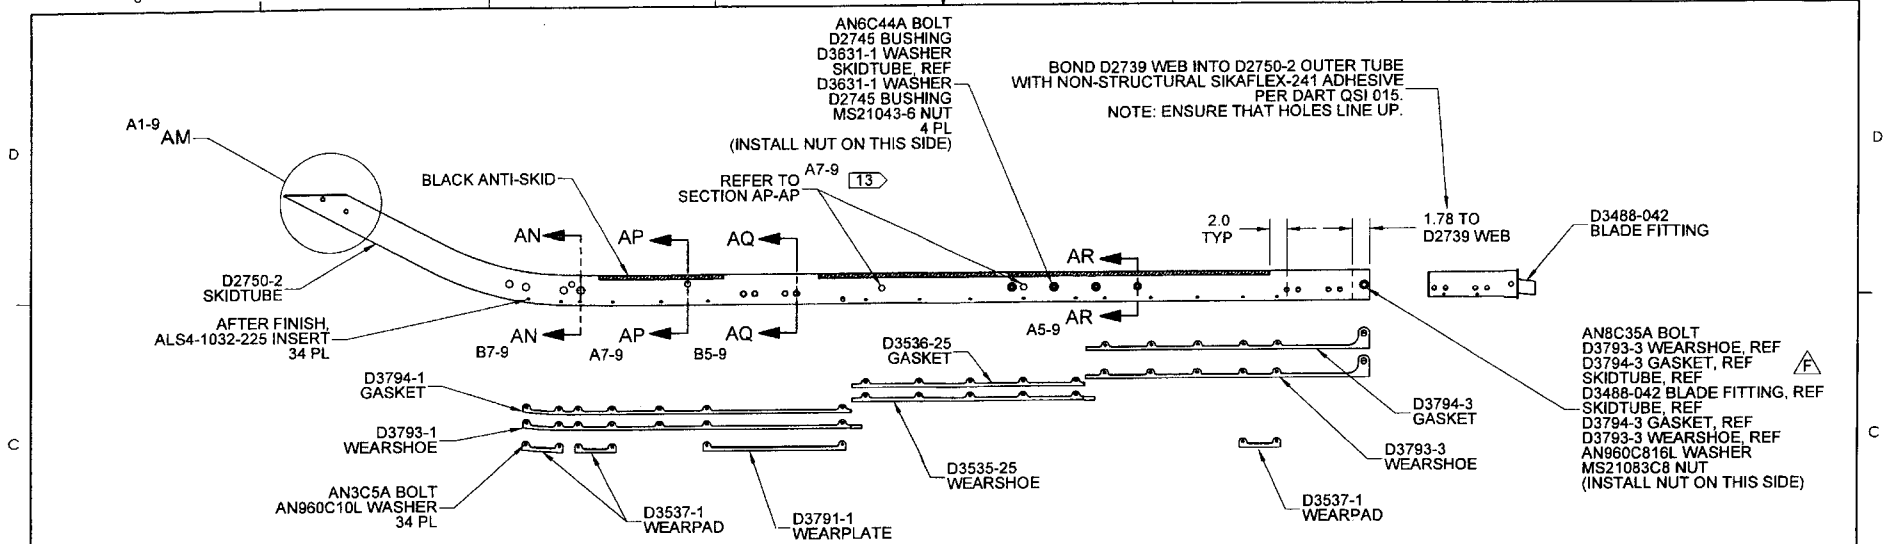 AN6C44A BOLT
D2745 BUSHING
D3631-1 WASHER
SKIDTUBE, REF
D3631-1 WASHER
D2745 BUSHING
MS21043-6 NUT
4 PL
(INSTALL NUT ON THIS SIDE)
BOND D2739 WEB INTO D2750-2 OUTER TUBE
WITH NON-STRUCTURAL SIKAFLEX-241 ADHESIVE
PER DART QSI 015.
NOTE: ENSURE THAT HOLES LINE UP.
D
D
A1-9
AM
BLACK ANTI-SKID
REFER TO
SECTION AP-AP
A7-9
13
2.0
TYP
1.78 TO
D2739 WEB
D3488-042
BLADE FITTING
AN
AP
AQ
AR
D2750-2
SKIDTUBE
AFTER FINISH,
ALS4-1032-225 INSERT
34 PL
AN
AP
AQ
AR
B7-9
A7-9
B5-9
A5-9
D3794-1
GASKET
D3536-25
GASKET
D3794-3
GASKET
AN8C35A BOLT
D3793-3 WEARSHOE, REF
D3794-3 GASKET, REF
SKIDTUBE, REF
D3488-042 BLADE FITTING, REF
SKIDTUBE, REF
D3794-3 GASKET, REF
D3793-3 WEARSHOE, REF
AN960C816L WASHER
MS21083C8 NUT
(INSTALL NUT ON THIS SIDE)
F
C
C
D3793-1
WEARSHOE
D3535-25
WEARSHOE
D3793-3
WEARSHOE
AN3C5A BOLT
AN960C10L WASHER
34 PL
D3537-1
WEARPAD
D3791-1
WEARPLATE
D3537-1
WEARPAD